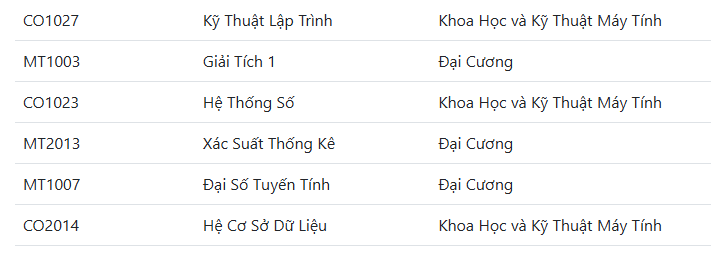 CO1027 Kỹ Thuật Lập Trình Khoa Học và Kỹ Thuật Máy Tính
MT1003 Giải Tích 1 Đại Cương
CO1023 Hệ Thống Số Khoa Học và Kỹ Thuật Máy Tính
MT2013 Xác Suất Thống Kê Đại Cương
MT1007 Đại Số Tuyến Tính Đại Cương
CO2014 Hệ Cơ Sở Dữ Liệu Khoa Học và Kỹ Thuật Máy Tính